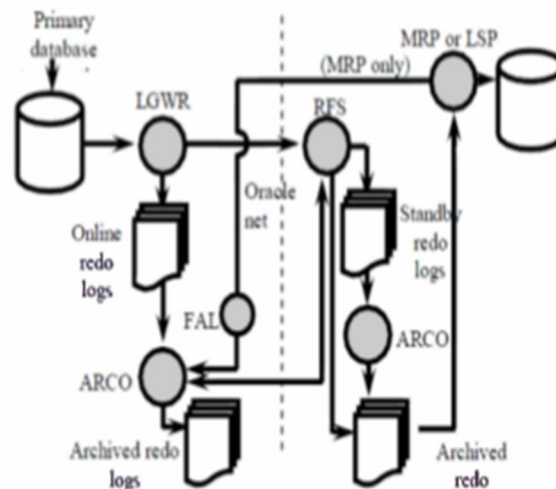 Primary
database
MRP or LSP
(MRP only)
LGWR
RFS
Oracle
net
Online
redo
logs
Standby
redo
logs
FAL
ARCO
ARCO
Archived redo
logs
Archived
redo